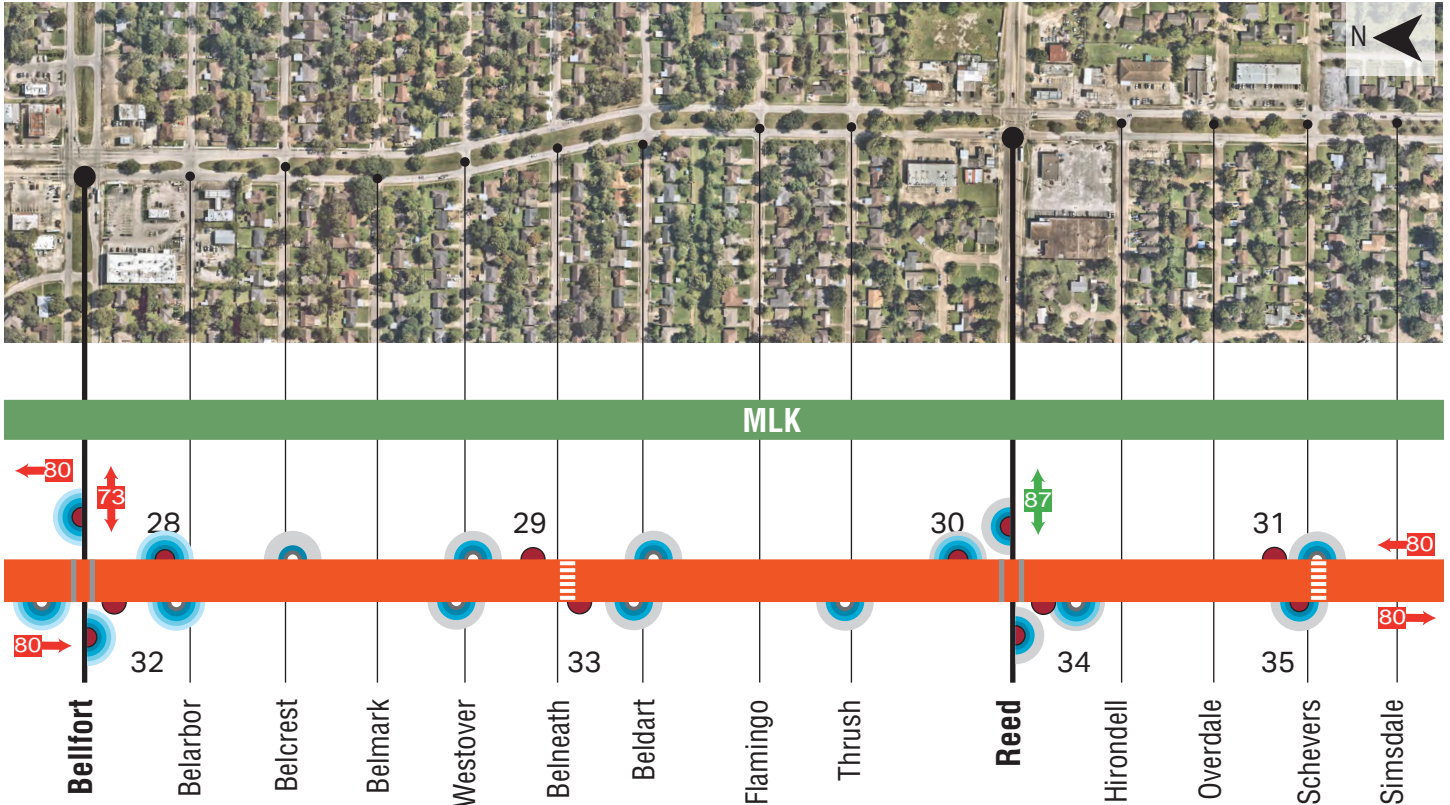 N
MLK
80
73
87
28
29
30
31
80
80
80
32
33
34
35
Bellfort
Belarbor
Belcrest
Belmark
Westover
Belneath
Beldart
Flamingo
Thrush
Reed
Hirondell
Overdale
Schevers
Simsdale